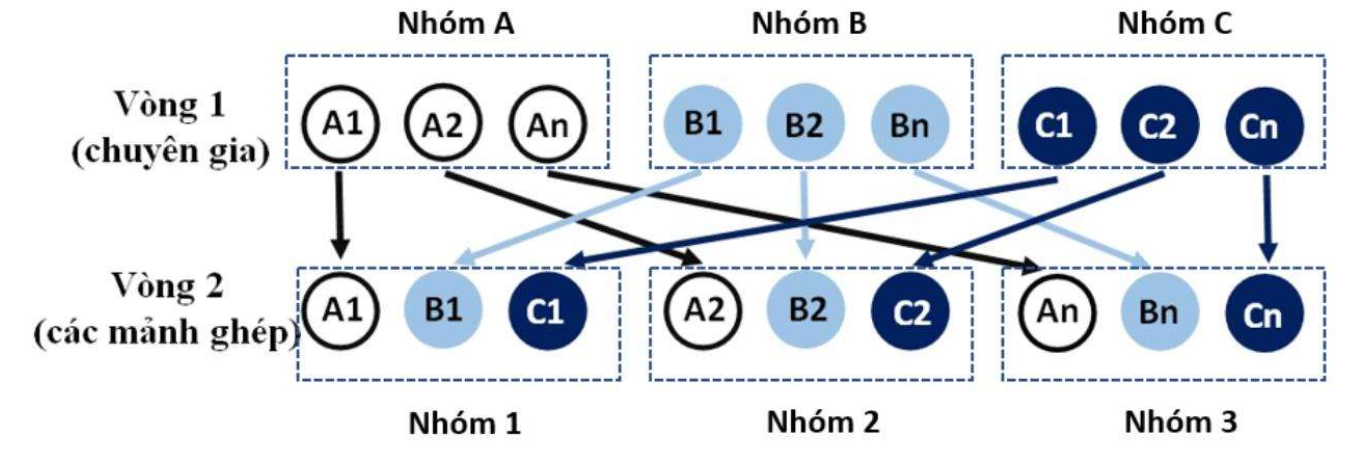 Nhóm A Nhóm B Nhóm C
Vòng 1
(chuyên gia)
A1 A2 An B1 B2 Bn C1 C2 Cn
Vòng 2
(các mảnh ghép)
A1 B1 C1 A2 B2 C2 An Bn Cn
Nhóm 1 Nhóm 2 Nhóm 3